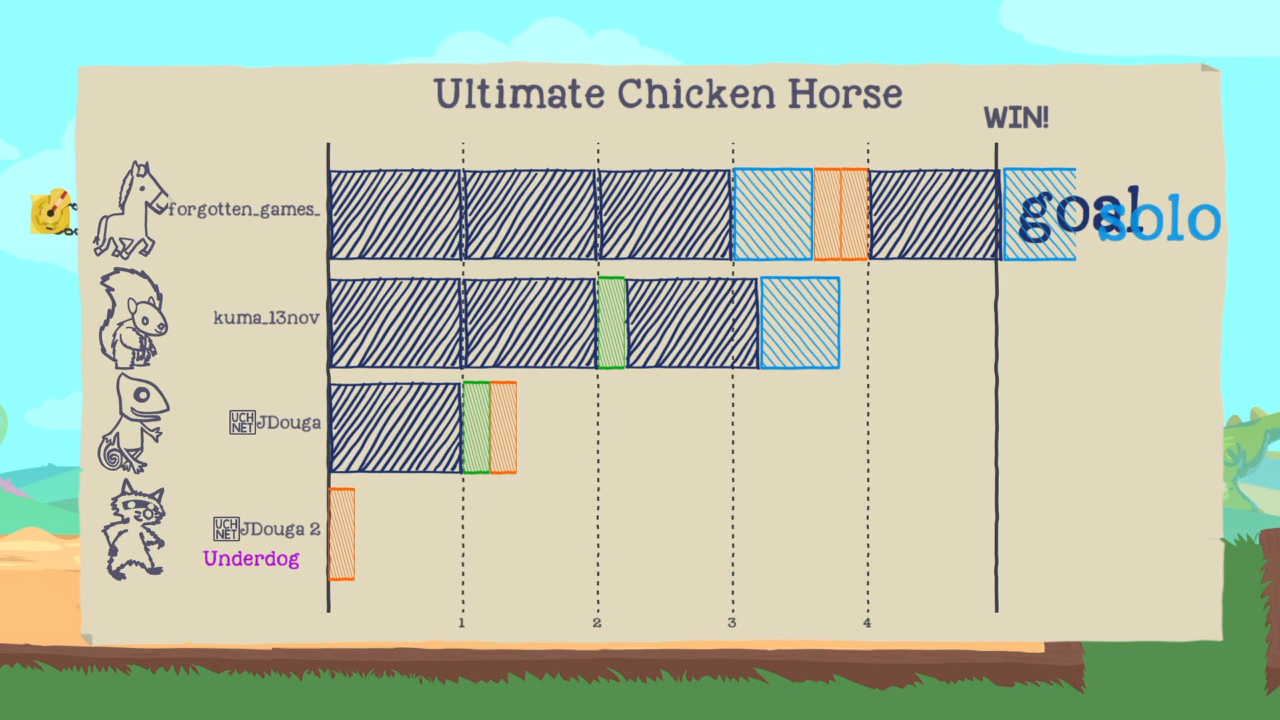 Ultimate Chicken Horse
WIN!
forgotten_games_
goal
solo
kuma_13nov
UCH NET JDouga
UCH NET JDouga 2
Underdog
1 2 3 4